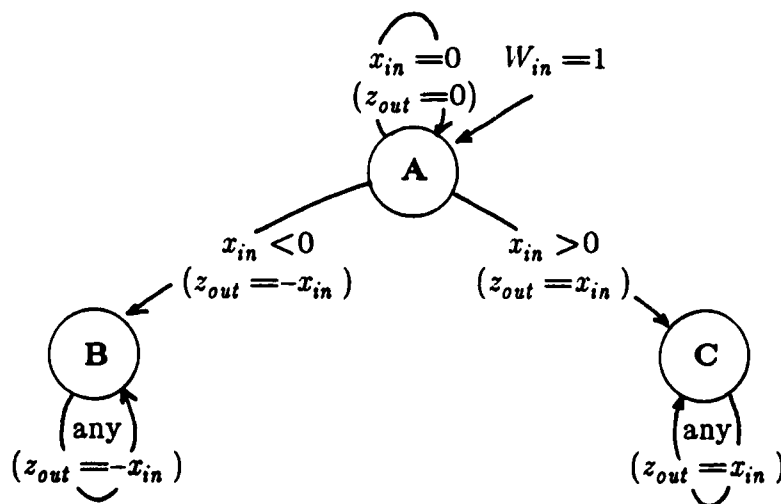 x_in =0
W_in =1
(z_out =0)
A
x_in <0
(z_out =-x_in )
x_in >0
(z_out =x_in )
B
C
any
(z_out =-x_in )
any
(z_out =x_in )